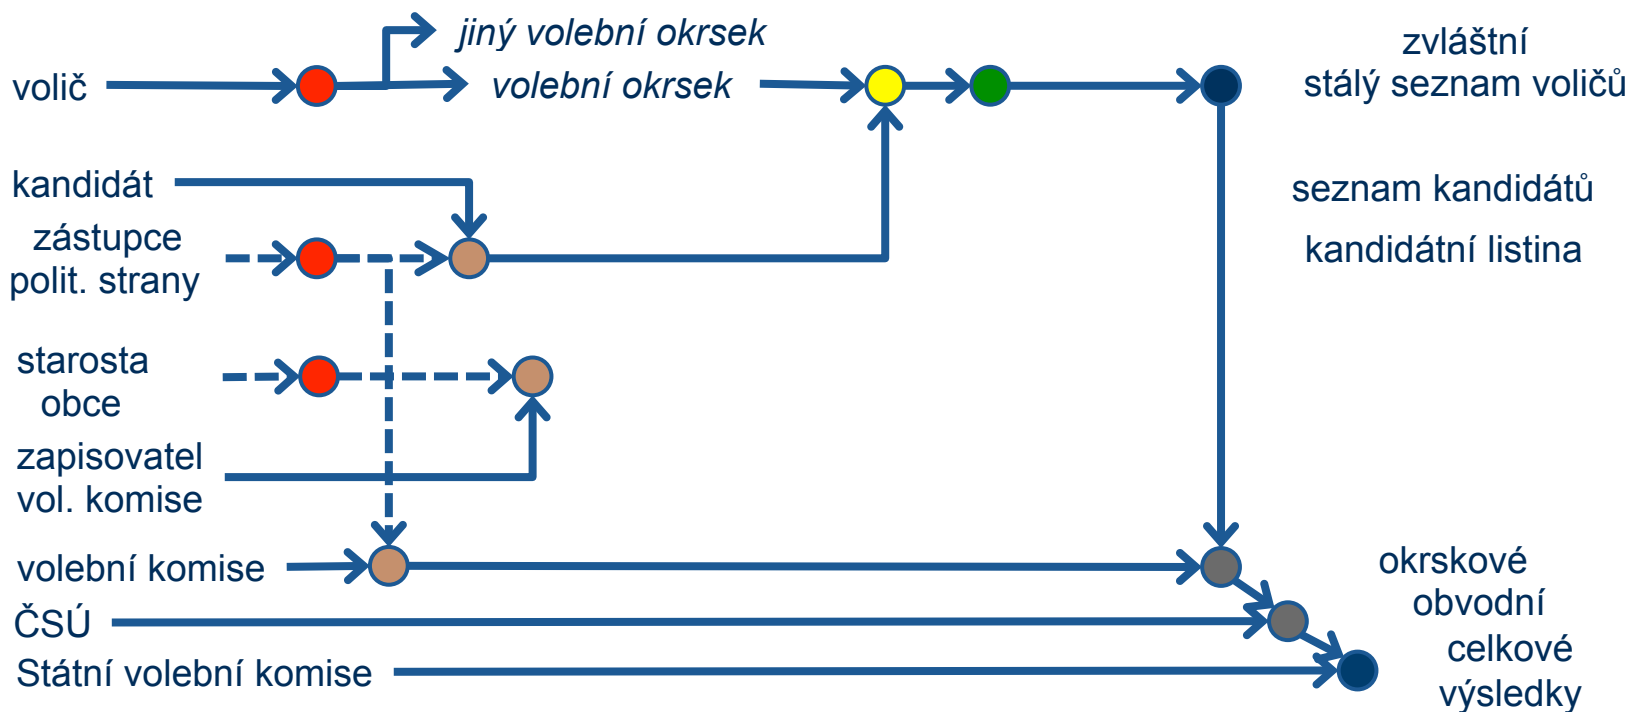 jiný volební okrsek
volič
volební okrsek
zvláštní
stálý seznam voličů
kandidát
seznam kandidátů
zástupce
polit. strany
kandidátní listina
starosta
obce
zapisovatel
vol. komise
volební komise
okrskové
ČSÚ
obvodní
Státní volební komise
celkové
výsledky